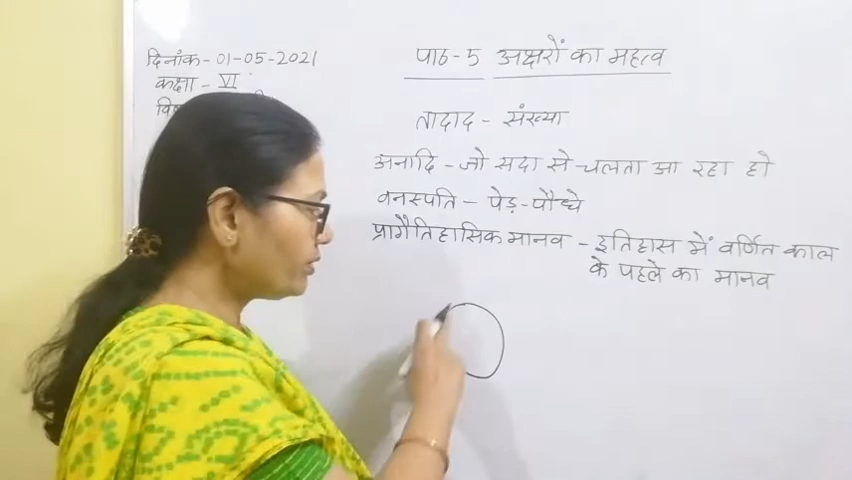 दिनांक - 01-05-2021
पाठ-5 अक्षरों का महत्व
कक्षा - VI
तादाद - संख्या
अनादि - जो सदा से चलता आ रहा हो
वनस्पति - पेड़-पौध्धे
प्रागैतिहासिक मानव - इतिहास में वर्णित काल
के पहले का मानव